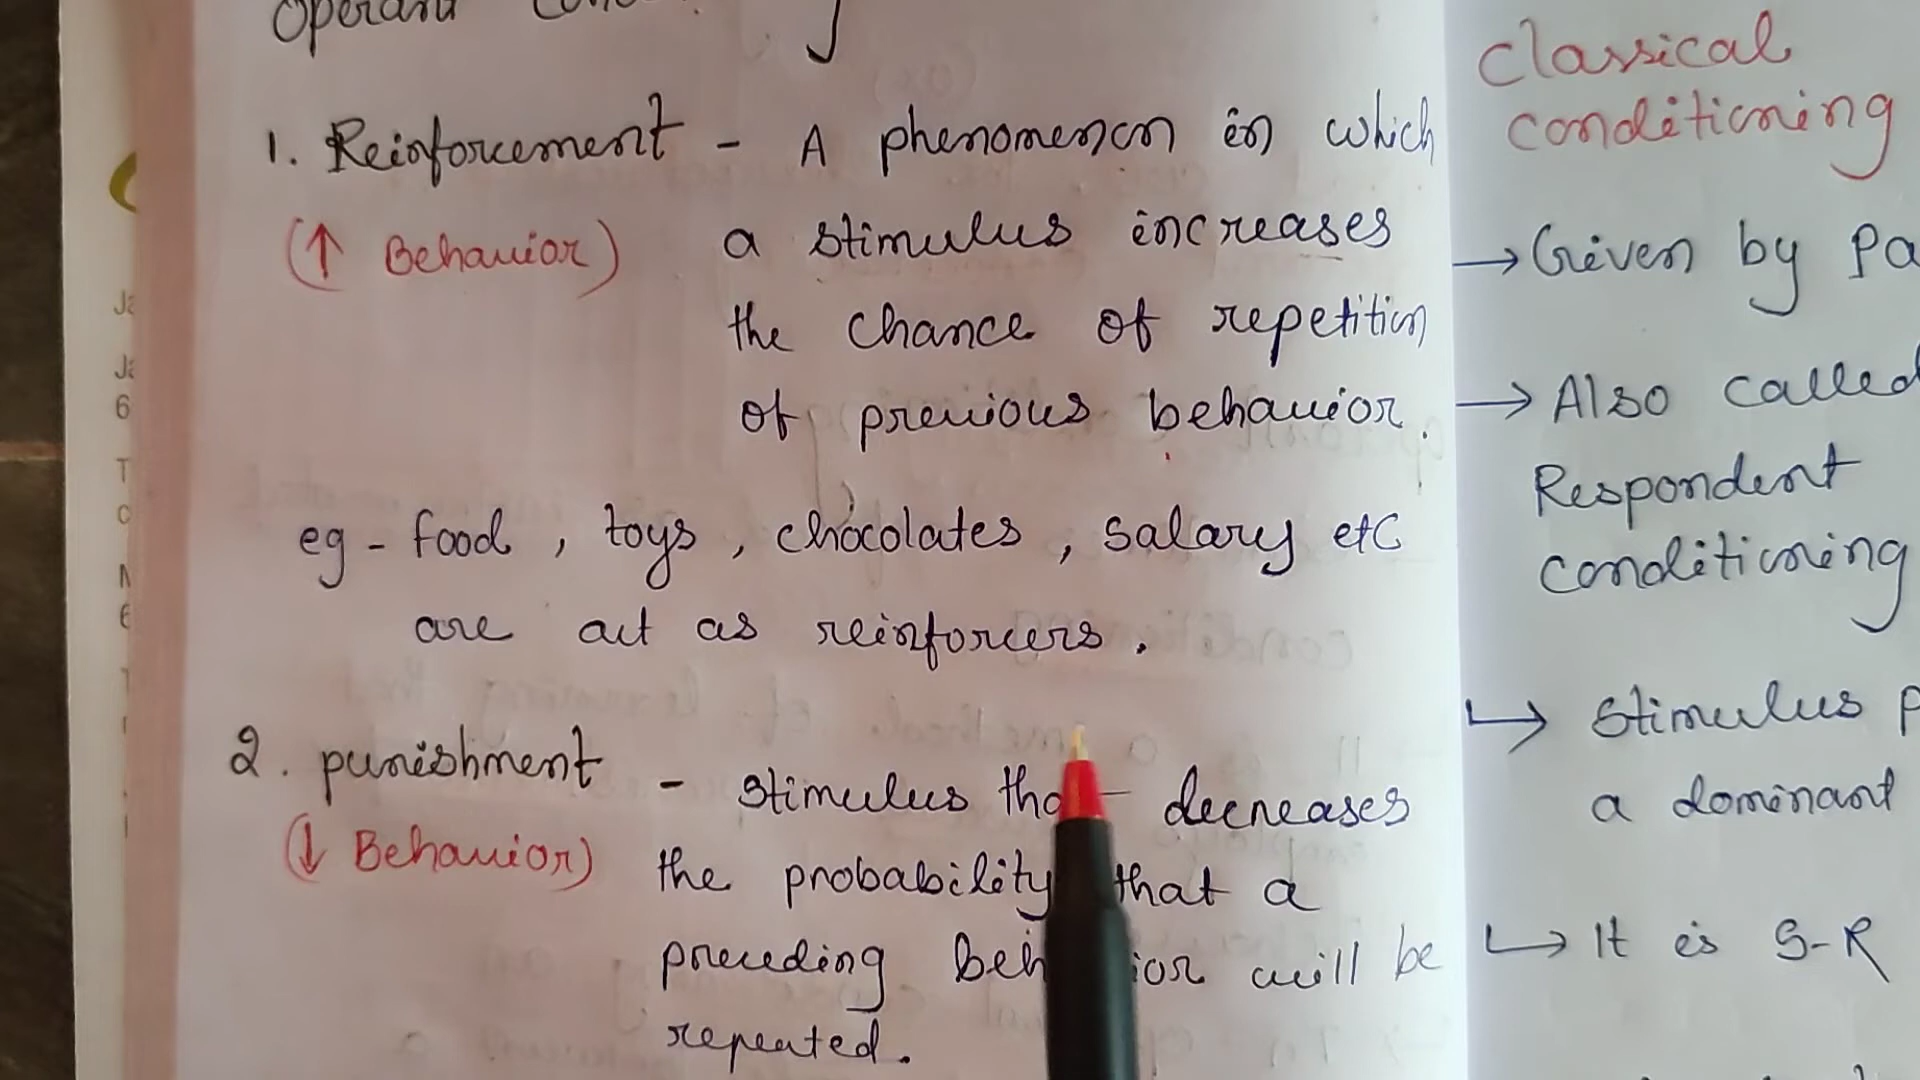 1. Reinforcement - A phenomenon in which
(↑ Behavior) a stimulus increases
the chance of repetition
of previous behavior.
eg - food, toys, chocolates, salary etc
are act as reinforcers.
2. punishment - stimulus decreases
(↓ Behavior) the probability that a
preceding will be
repeated.
Classical
conditioning
→ Given by Pa
→ Also called
Respondent
conditioning
↳ Stimulus P
a dominant
↳ It is S-R